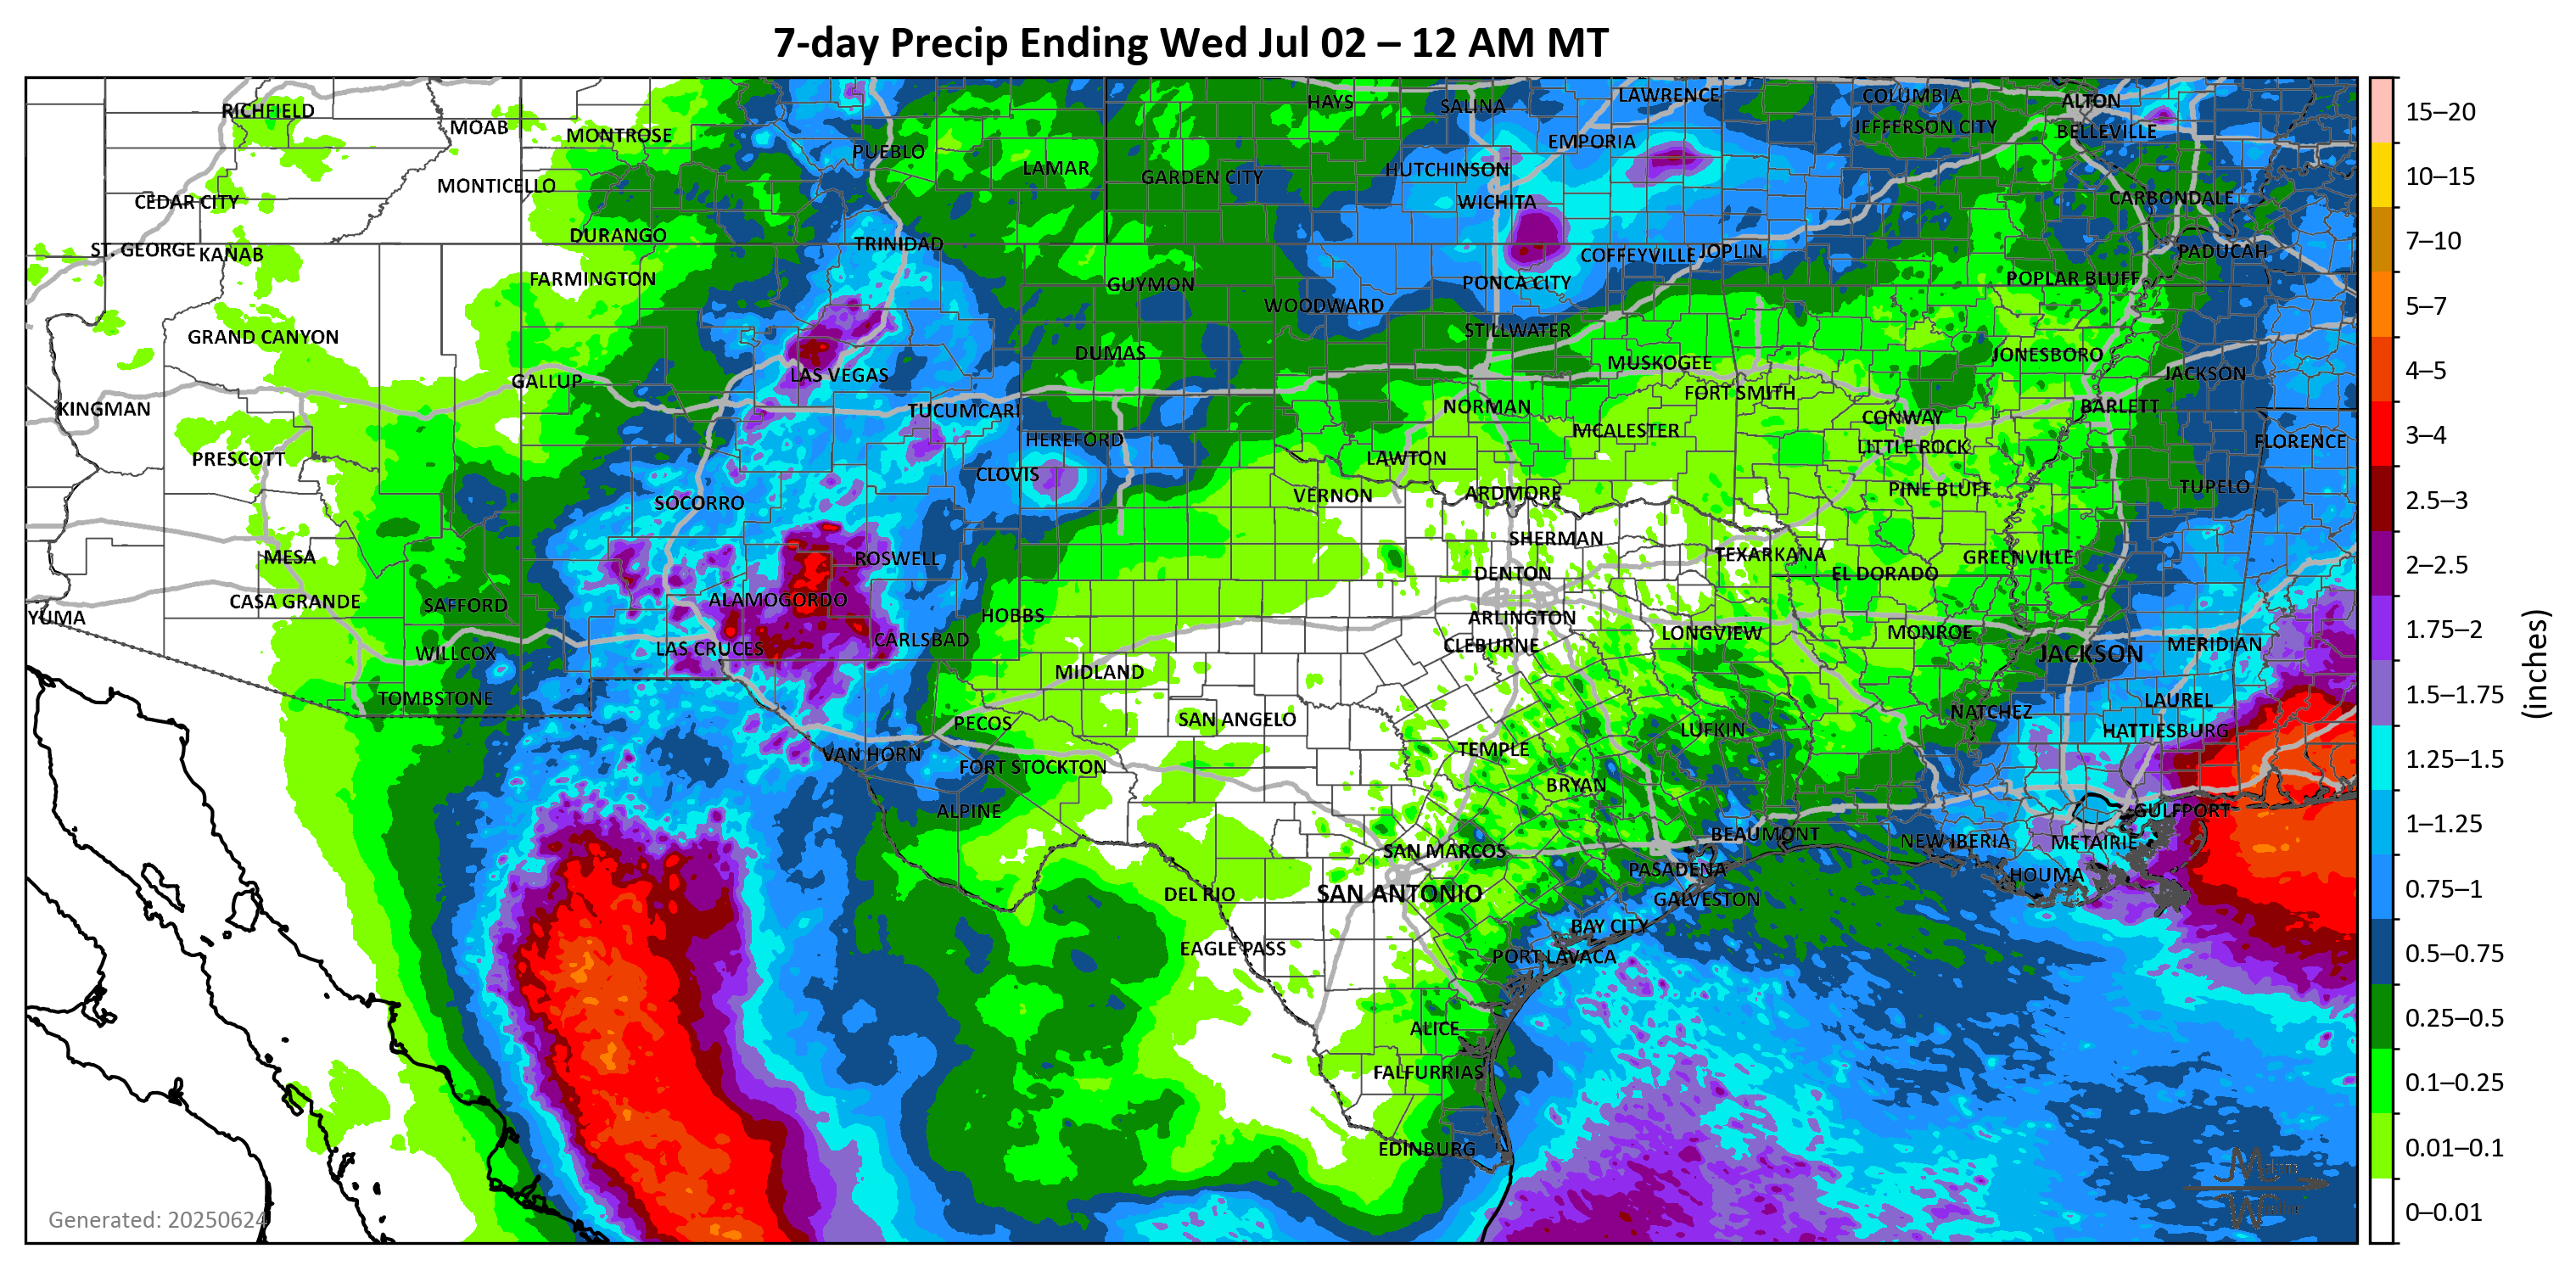 7-day Precip Ending Wed Jul 02 – 12 AM MT
RICHFIELD
MOAB
MONTROSE
PUEBLO
LAMAR
GARDEN CITY
HAYS
SALINA
HUTCHINSON
EMPORIA
LAWRENCE
COLUMBIA
JEFFERSON CITY
ALTON
BELLEVILLE
CEDAR CITY
MONTICELLO
WICHITA
CARBONDALE
ST. GEORGE
KANAB
DURANGO
TRINIDAD
COFFEYVILLE
JOPLIN
PADUCAH
FARMINGTON
GUYMON
WOODWARD
PONCA CITY
POPLAR BLUFF
GRAND CANYON
STILLWATER
DUMAS
MUSKOGEE
JONESBORO
JACKSON
GALLUP
LAS VEGAS
FORT SMITH
KINGMAN
TUCUMCARI
NORMAN
CONWAY
BARLETT
PRESCOTT
HEREFORD
MCALESTER
LITTLE ROCK
FLORENCE
CLOVIS
LAWTON
SOCORRO
VERNON
ARDMORE
PINE BLUFF
TUPELO
MESA
ROSWELL
SHERMAN
TEXARKANA
GREENVILLE
DENTON
EL DORADO
YUMA
CASA GRANDE
SAFFORD
ALAMOGORDO
HOBBS
ARLINGTON
WILLCOX
LAS CRUCES
CARLSBAD
CLEBURNE
LONGVIEW
MONROE
JACKSON
MERIDIAN
TOMBSTONE
MIDLAND
LAUREL
PECOS
SAN ANGELO
NATCHEZ
HATTIESBURG
VAN HORN
FORT STOCKTON
TEMPLE
LUFKIN
ALPINE
BRYAN
GULFPORT
SAN MARCOS
BEAUMONT
NEW IBERIA
METAIRIE
DEL RIO
SAN ANTONIO
PASADENA
GALVESTON
HOUMA
EAGLE PASS
BAY CITY
PORT LAVACA
ALICE
FALFURRIAS
EDINBURG
Generated: 20250624
15–20
10–15
7–10
5–7
4–5
3–4
2.5–3
2–2.5
1.75–2
1.5–1.75
1.25–1.5
1–1.25
0.75–1
0.5–0.75
0.25–0.5
0.1–0.25
0.01–0.1
0–0.01
(inches)